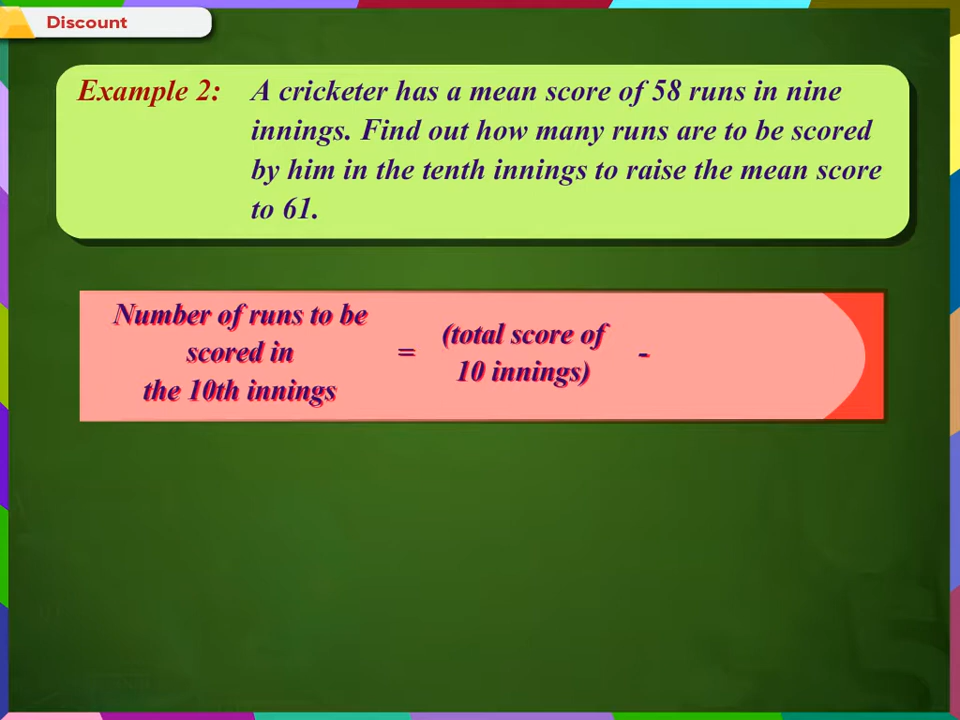 Discount
Example 2: A cricketer has a mean score of 58 runs in nine
innings. Find out how many runs are to be scored
by him in the tenth innings to raise the mean score
to 61.
Number of runs to be
scored in
the 10th innings
=
(total score of
10 innings)
-